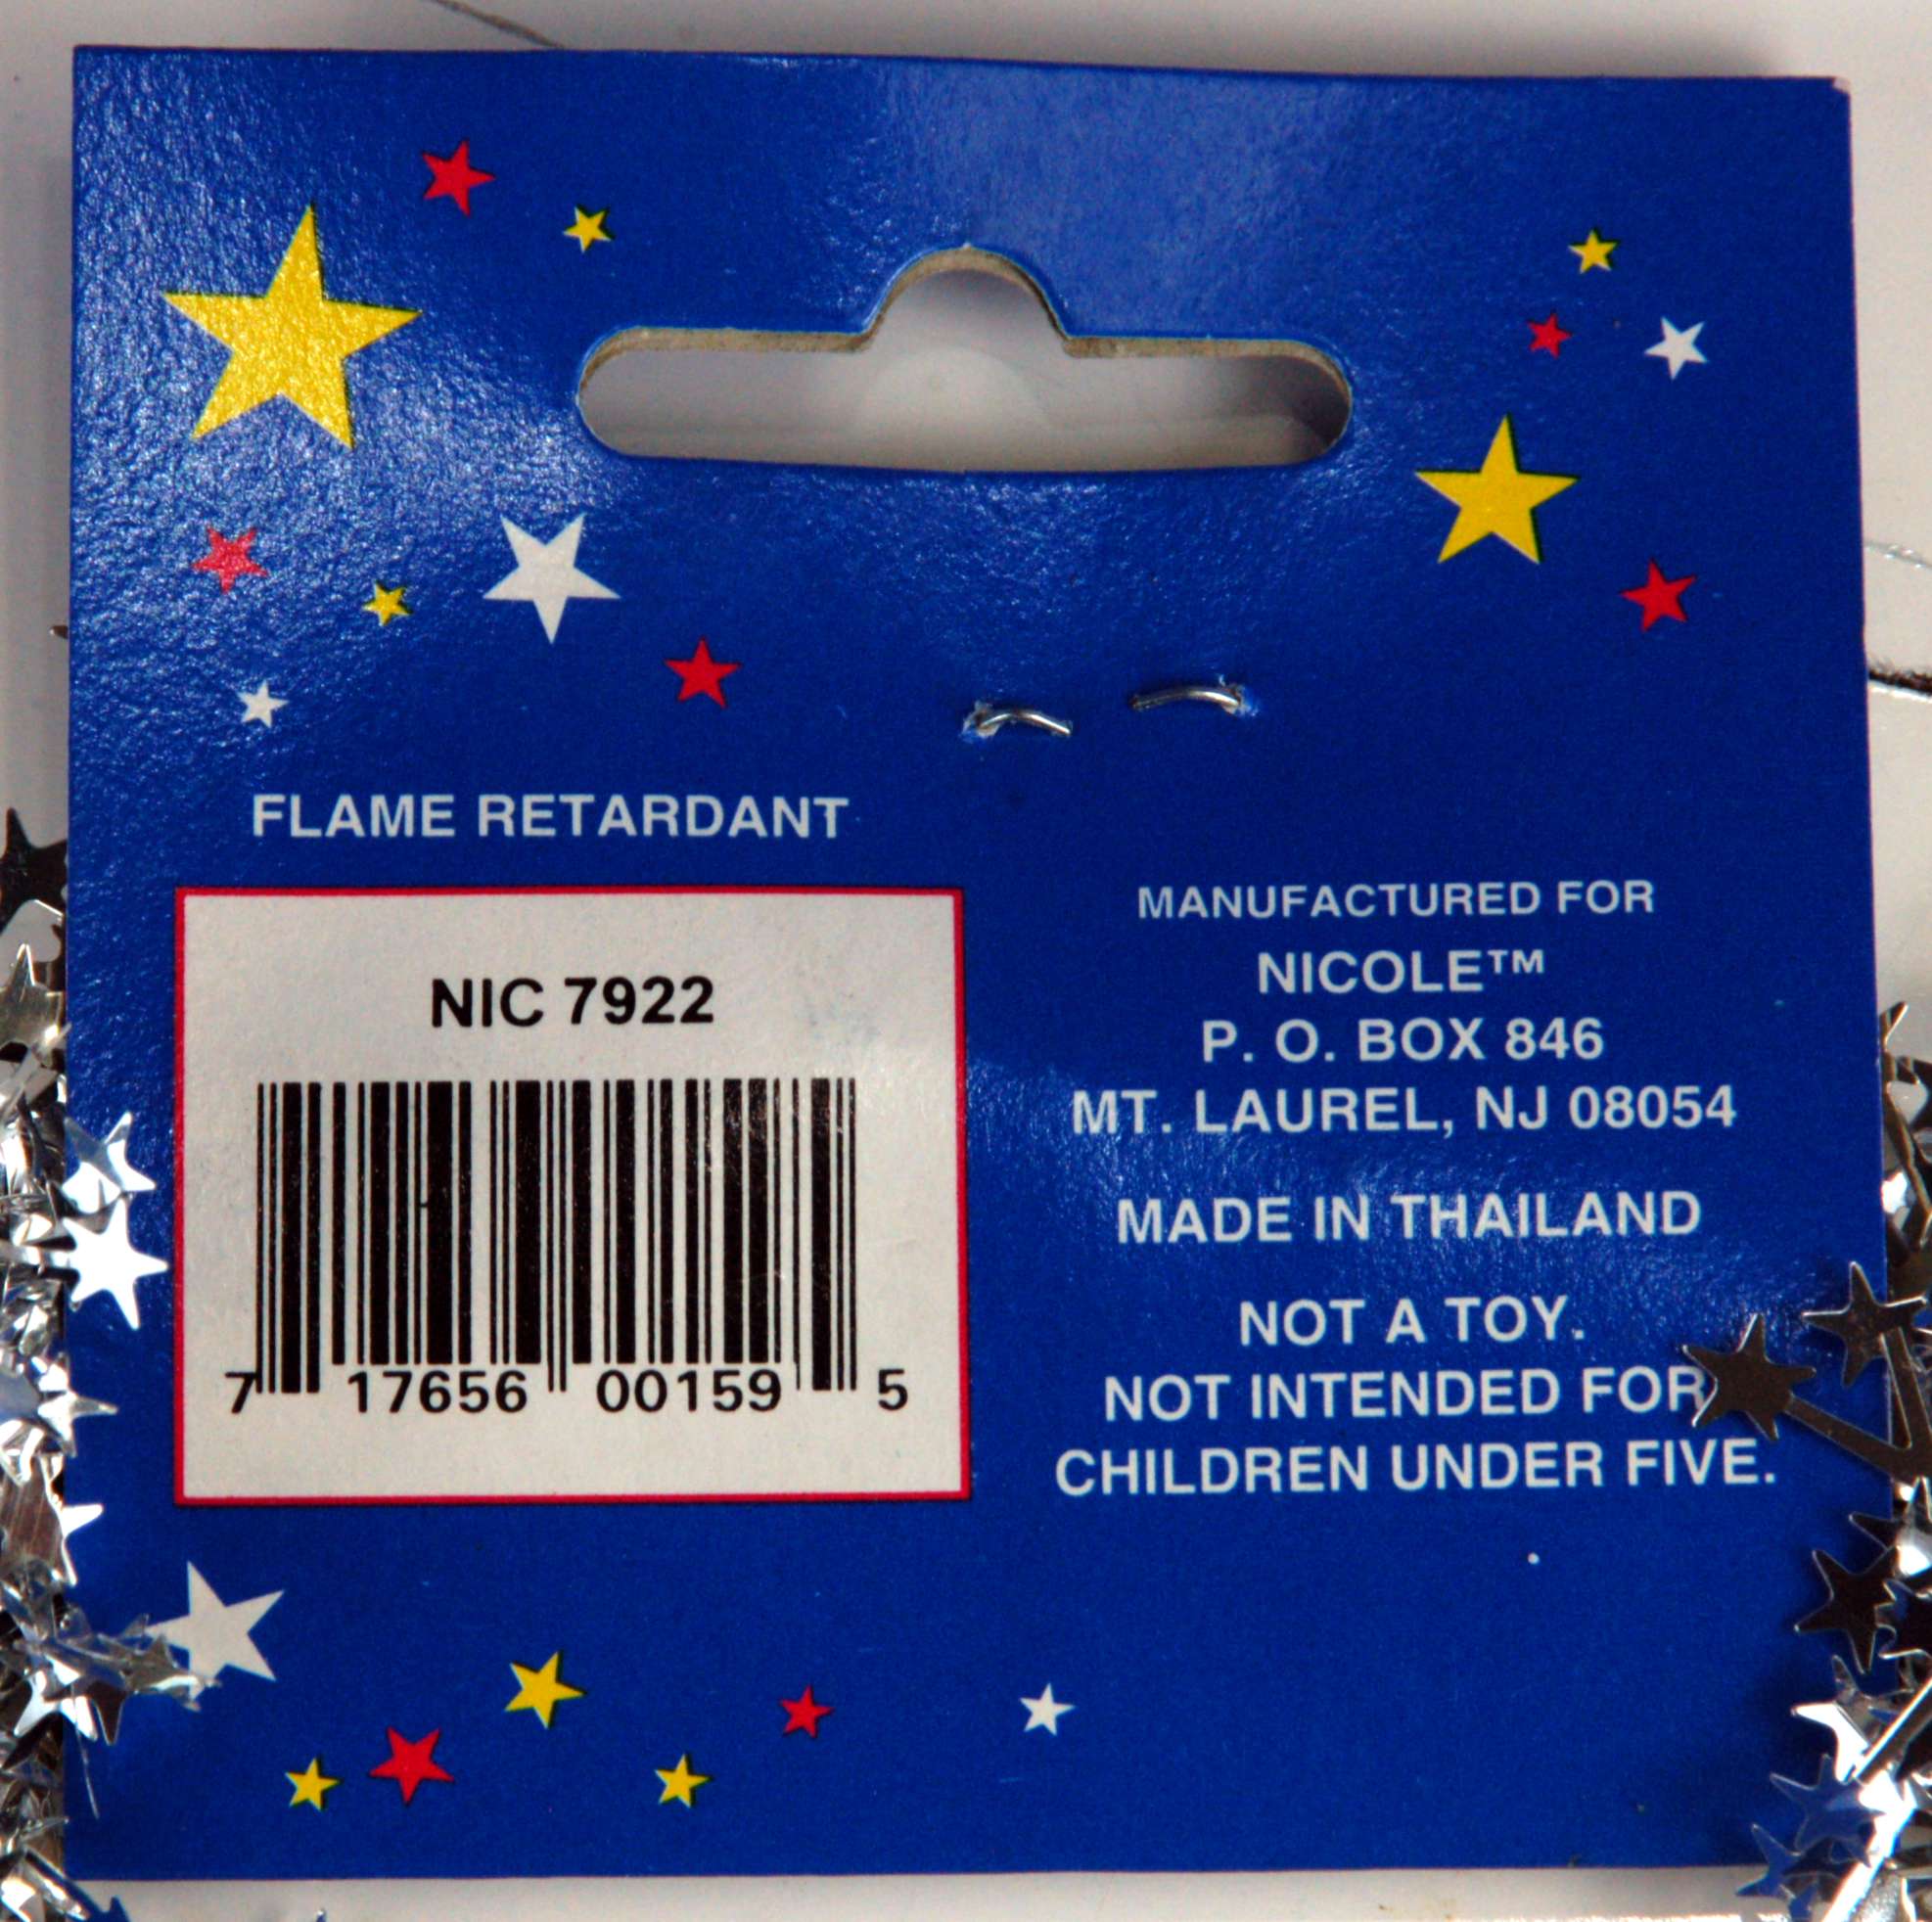 FLAME RETARDANT
NIC 7922
7 17656 00159 5
MANUFACTURED FOR
NICOLE™
P. O. BOX 846
MT. LAUREL, NJ 08054
MADE IN THAILAND
NOT A TOY.
NOT INTENDED FOR
CHILDREN UNDER FIVE.